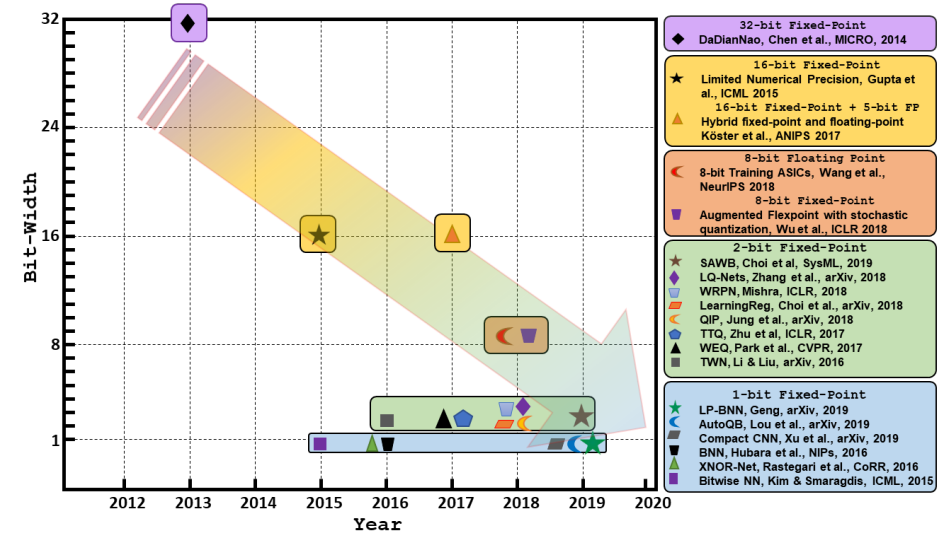 32
24
16
8
1
Bit-Width
2012 2013 2014 2015 2016 2017 2018 2019 2020
Year
32-bit Fixed-Point
DaDianNao, Chen et al., MICRO, 2014
16-bit Fixed-Point
Limited Numerical Precision, Gupta et
al., ICML 2015
16-bit Fixed-Point + 5-bit FP
Hybrid fixed-point and floating-point
Köster et al., ANIPS 2017
8-bit Floating Point
8-bit Training ASICs, Wang et al.,
NeurIPS 2018
8-bit Fixed-Point
Augmented Flexpoint with stochastic
quantization, Wu et al., ICLR 2018
2-bit Fixed-Point
SAWB, Choi et al, SysML, 2019
LQ-Nets, Zhang et al., arXiv, 2018
WRPN, Mishra, ICLR, 2018
LearningReg, Choi et al., arXiv, 2018
QIP, Jung et al., arXiv, 2018
TTQ, Zhu et al, ICLR, 2017
WEQ, Park et al., CVPR, 2017
TWN, Li & Liu, arXiv, 2016
1-bit Fixed-Point
LP-BNN, Geng, arXiv, 2019
AutoQB, Lou et al., arXiv, 2019
Compact CNN, Xu et al., arXiv, 2019
BNN, Hubara et al., NIPs, 2016
XNOR-Net, Rastegari et al., CoRR, 2016
Bitwise NN, Kim & Smaragdis, ICML, 2015